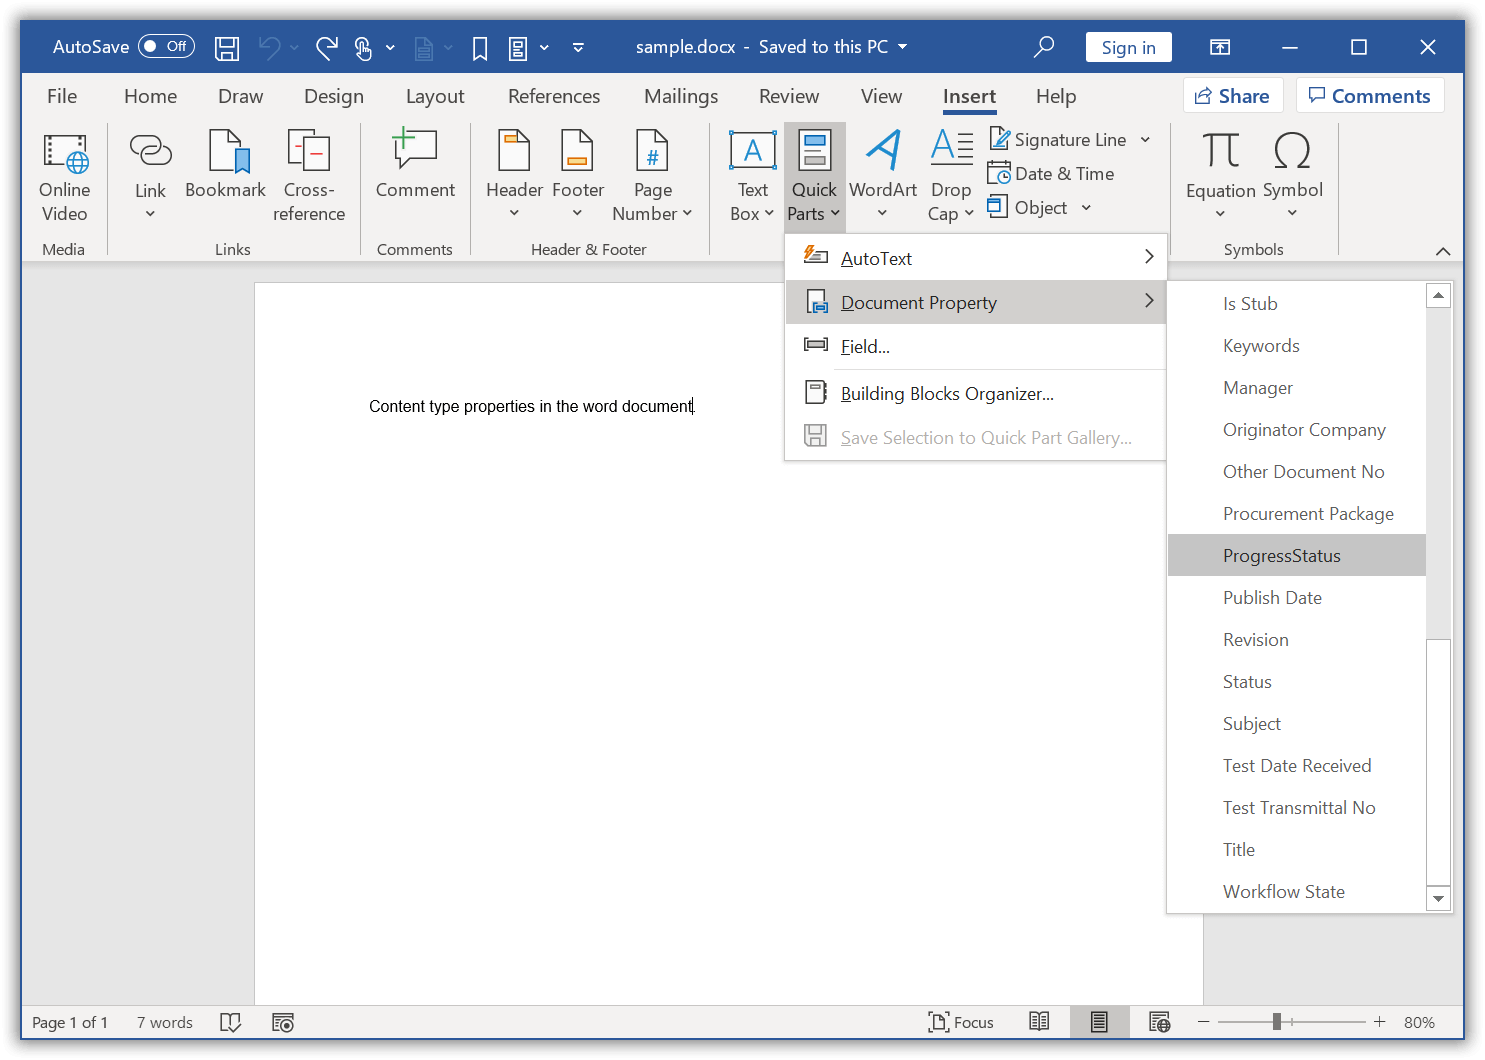 AutoSave Off sample.docx - Saved to this PC Sign in
File Home Draw Design Layout References Mailings Review View Insert Help Share Comments
Online Video
Link
Bookmark
Cross-reference
Comment
Header
Footer
Page Number
Text Box
Quick Parts
WordArt
Drop Cap
Signature Line
Date & Time
Object
Equation
Symbol
Media Links Comments Header & Footer Symbols
AutoText
Document Property
Field...
Building Blocks Organizer...
Save Selection to Quick Part Gallery...
Is Stub
Keywords
Manager
Originator Company
Other Document No
Procurement Package
ProgressStatus
Publish Date
Revision
Status
Subject
Test Date Received
Test Transmittal No
Title
Workflow State
Content type properties in the word document
Page 1 of 1 7 words Focus 80%